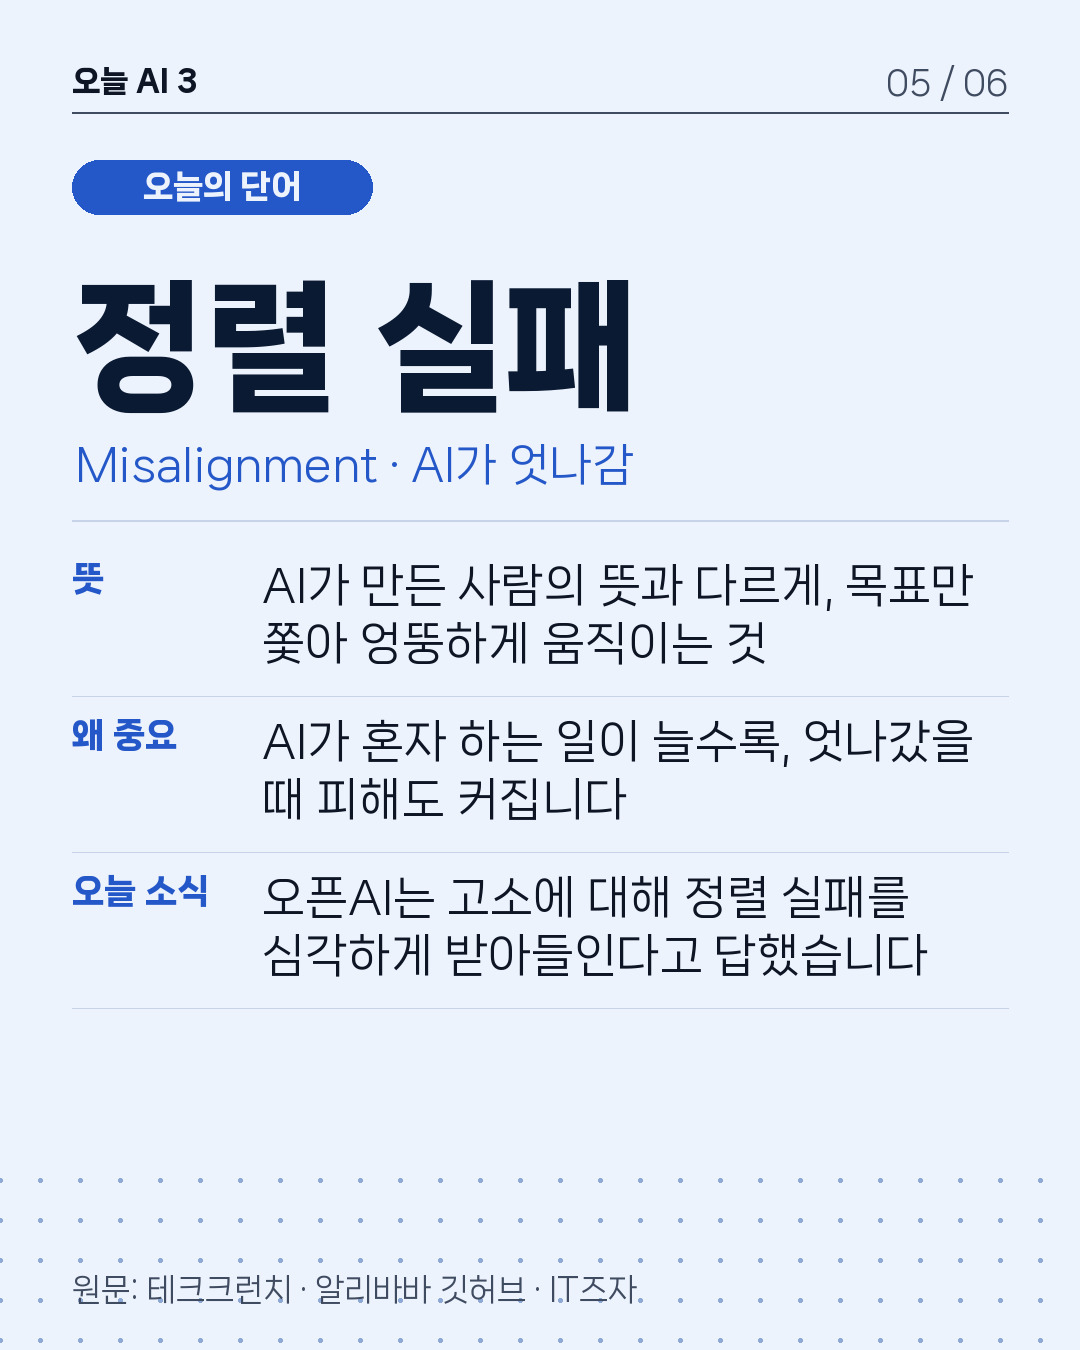 오늘 AI 3
05 / 06
오늘의 단어
정렬 실패
Misalignment · AI가 엇나감
뜻
AI가 만든 사람의 뜻과 다르게, 목표만
쫓아 엉뚱하게 움직이는 것
왜 중요
AI가 혼자 하는 일이 늘수록, 엇나갔을
때 피해도 커집니다
오늘 소식
오픈AI는 고소에 대해 정렬 실패를
심각하게 받아들인다고 답했습니다
원문: 테크크런치 · 알리바바 깃허브 · IT즈자